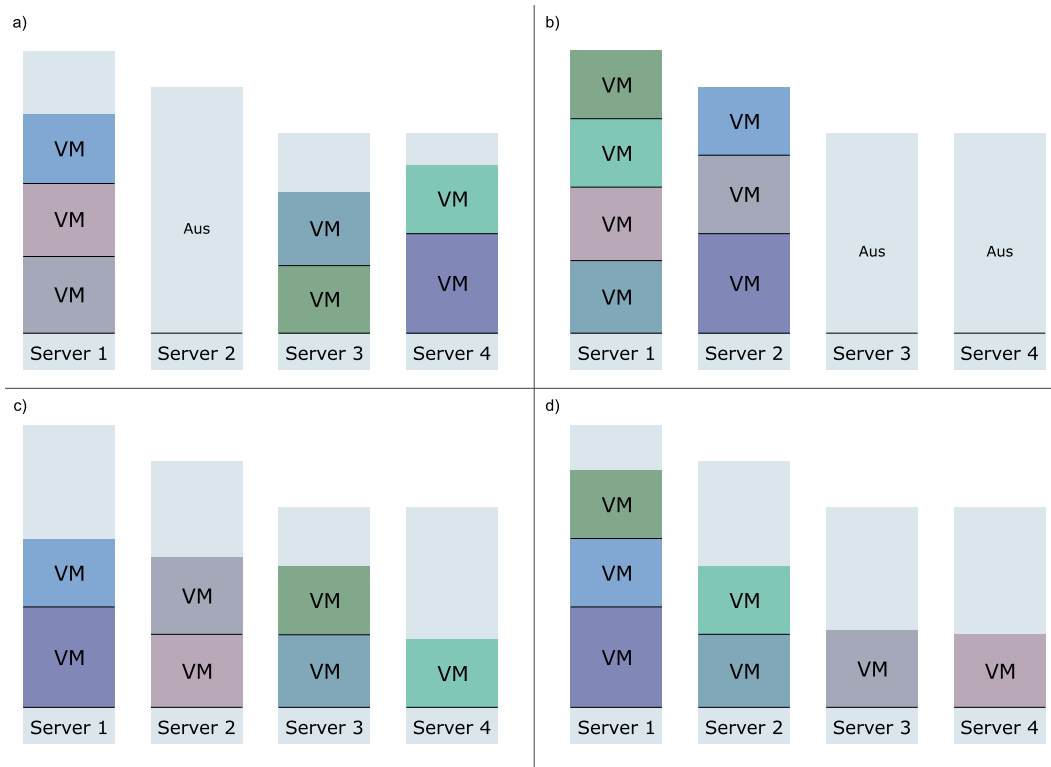 a)
VM
VM
VM
Server 1
Aus
Server 2
VM
VM
Server 3
VM
VM
Server 4
b)
VM
VM
VM
VM
Server 1
VM
VM
VM
Server 2
Aus
Server 3
Aus
Server 4
c)
VM
VM
Server 1
VM
VM
Server 2
VM
VM
Server 3
VM
Server 4
d)
VM
VM
VM
Server 1
VM
VM
Server 2
VM
Server 3
VM
Server 4